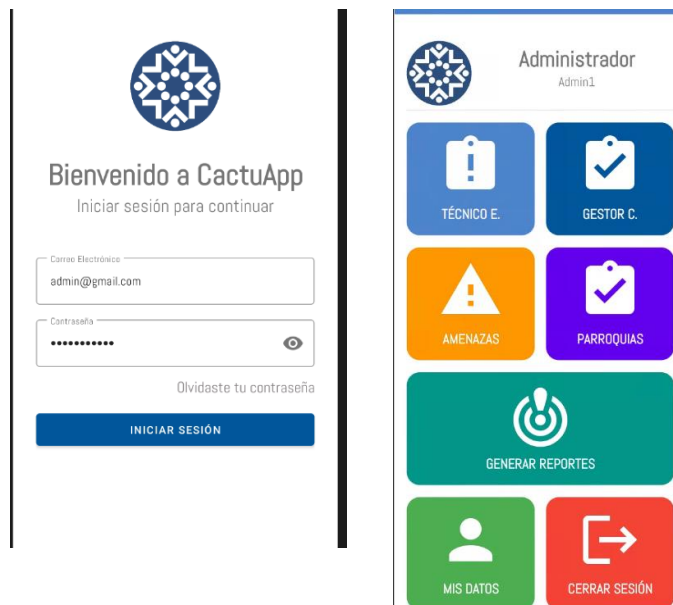 Bienvenido a CactuApp
Iniciar sesión para continuar
Correo Electrónico
admin@gmail.com
Contraseña
•••••••••••
Olvidaste tu contraseña
INICIAR SESIÓN
Administrador
Admin1
TÉCNICO E.
GESTOR C.
AMENAZAS
PARROQUIAS
GENERAR REPORTES
MIS DATOS
CERRAR SESIÓN